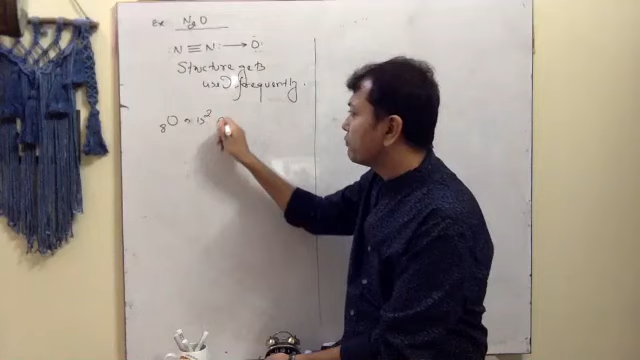 Ex: N₂O
:N ≡ N: → Ö:
Structure gets
used frequently.
₈O → 1s²